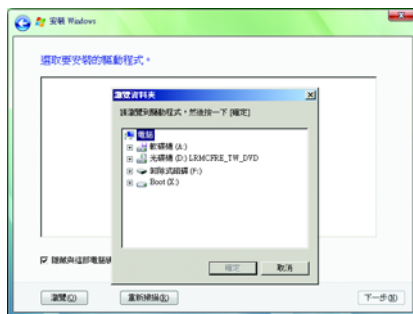 安裝 Windows
選取要安裝的驅動程式。
瀏覽資料夾
請瀏覽到驅動程式，然後按一下 [確定]
電腦
軟碟機 (A:)
光碟機 (D:) LRMCFRE_TW_DVD
卸除式磁碟 (F:)
Boot (X:)
隱藏與這部電腦硬
確定
取消
瀏覽(O)
重新掃描(R)
下一步(N)